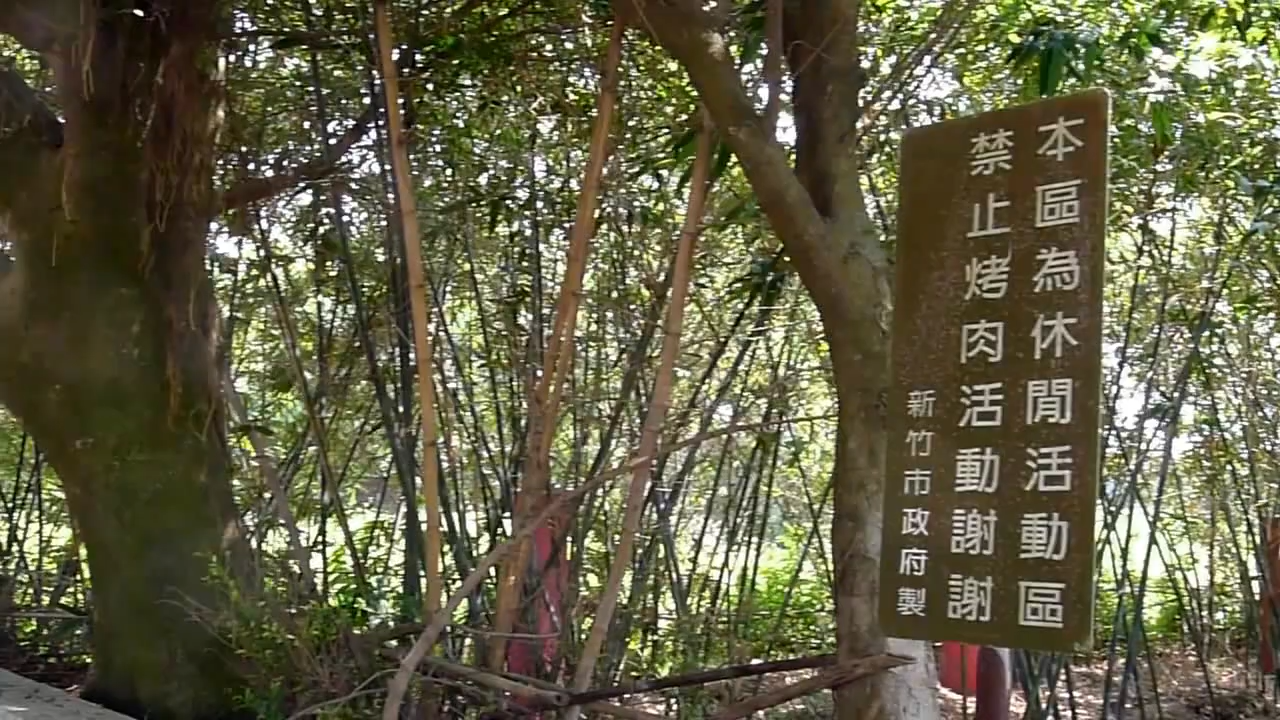 本區為休閒活動區
禁止烤肉活動謝謝
新竹市政府製